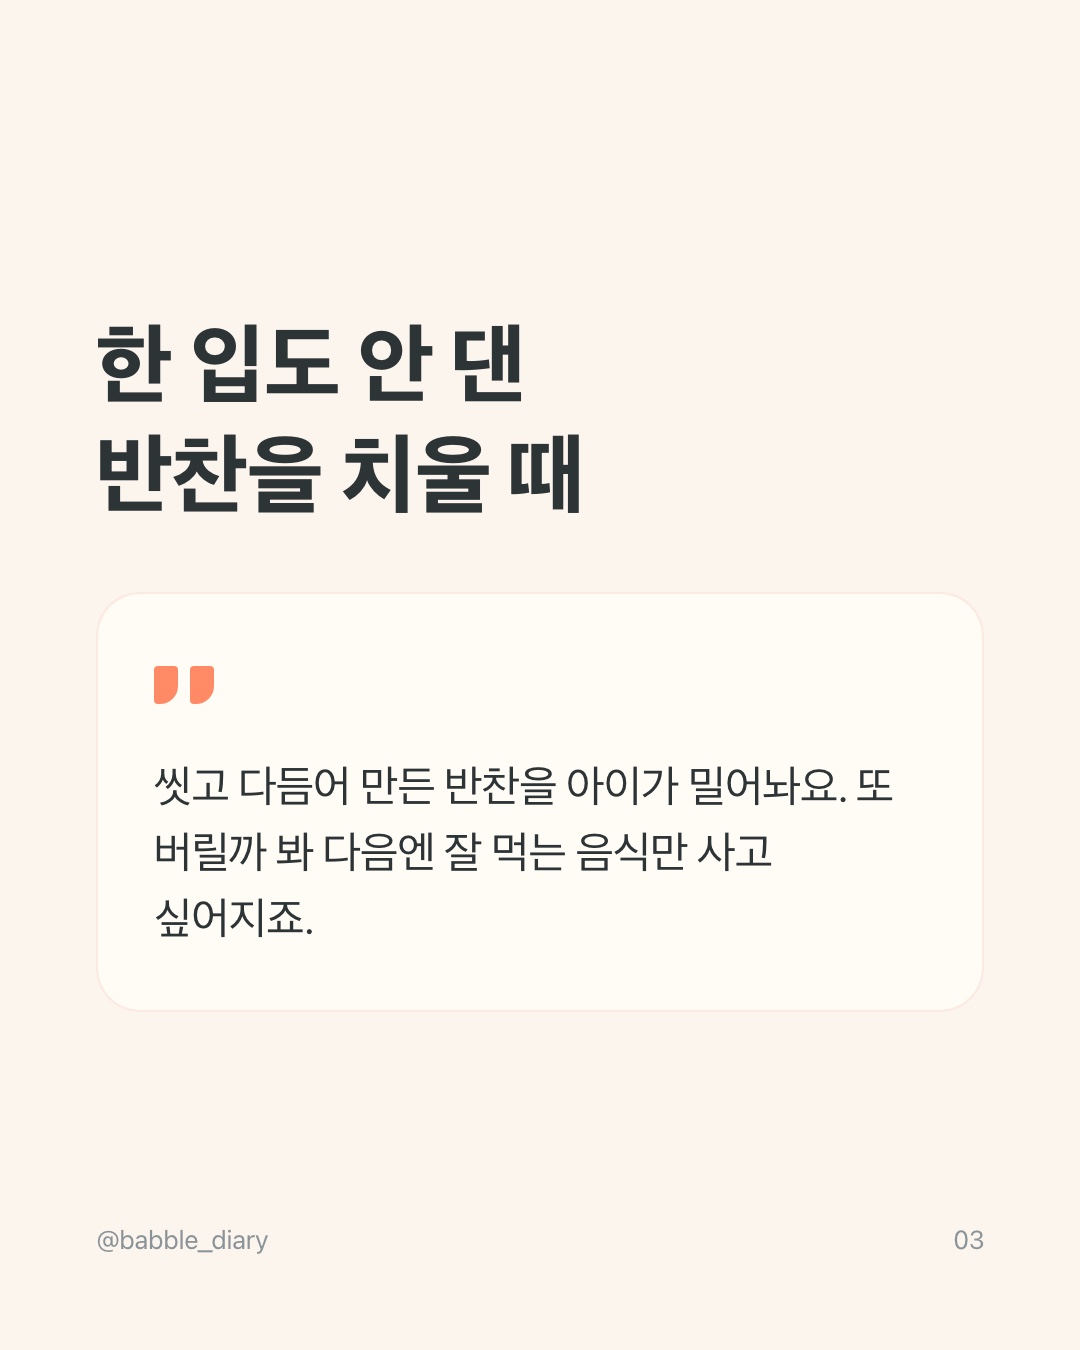 한 입도 안 댄
반찬을 치울 때
씻고 다듬어 만든 반찬을 아이가 밀어놔요. 또
버릴까 봐 다음엔 잘 먹는 음식만 사고
싶어지죠.
@babble_diary
03